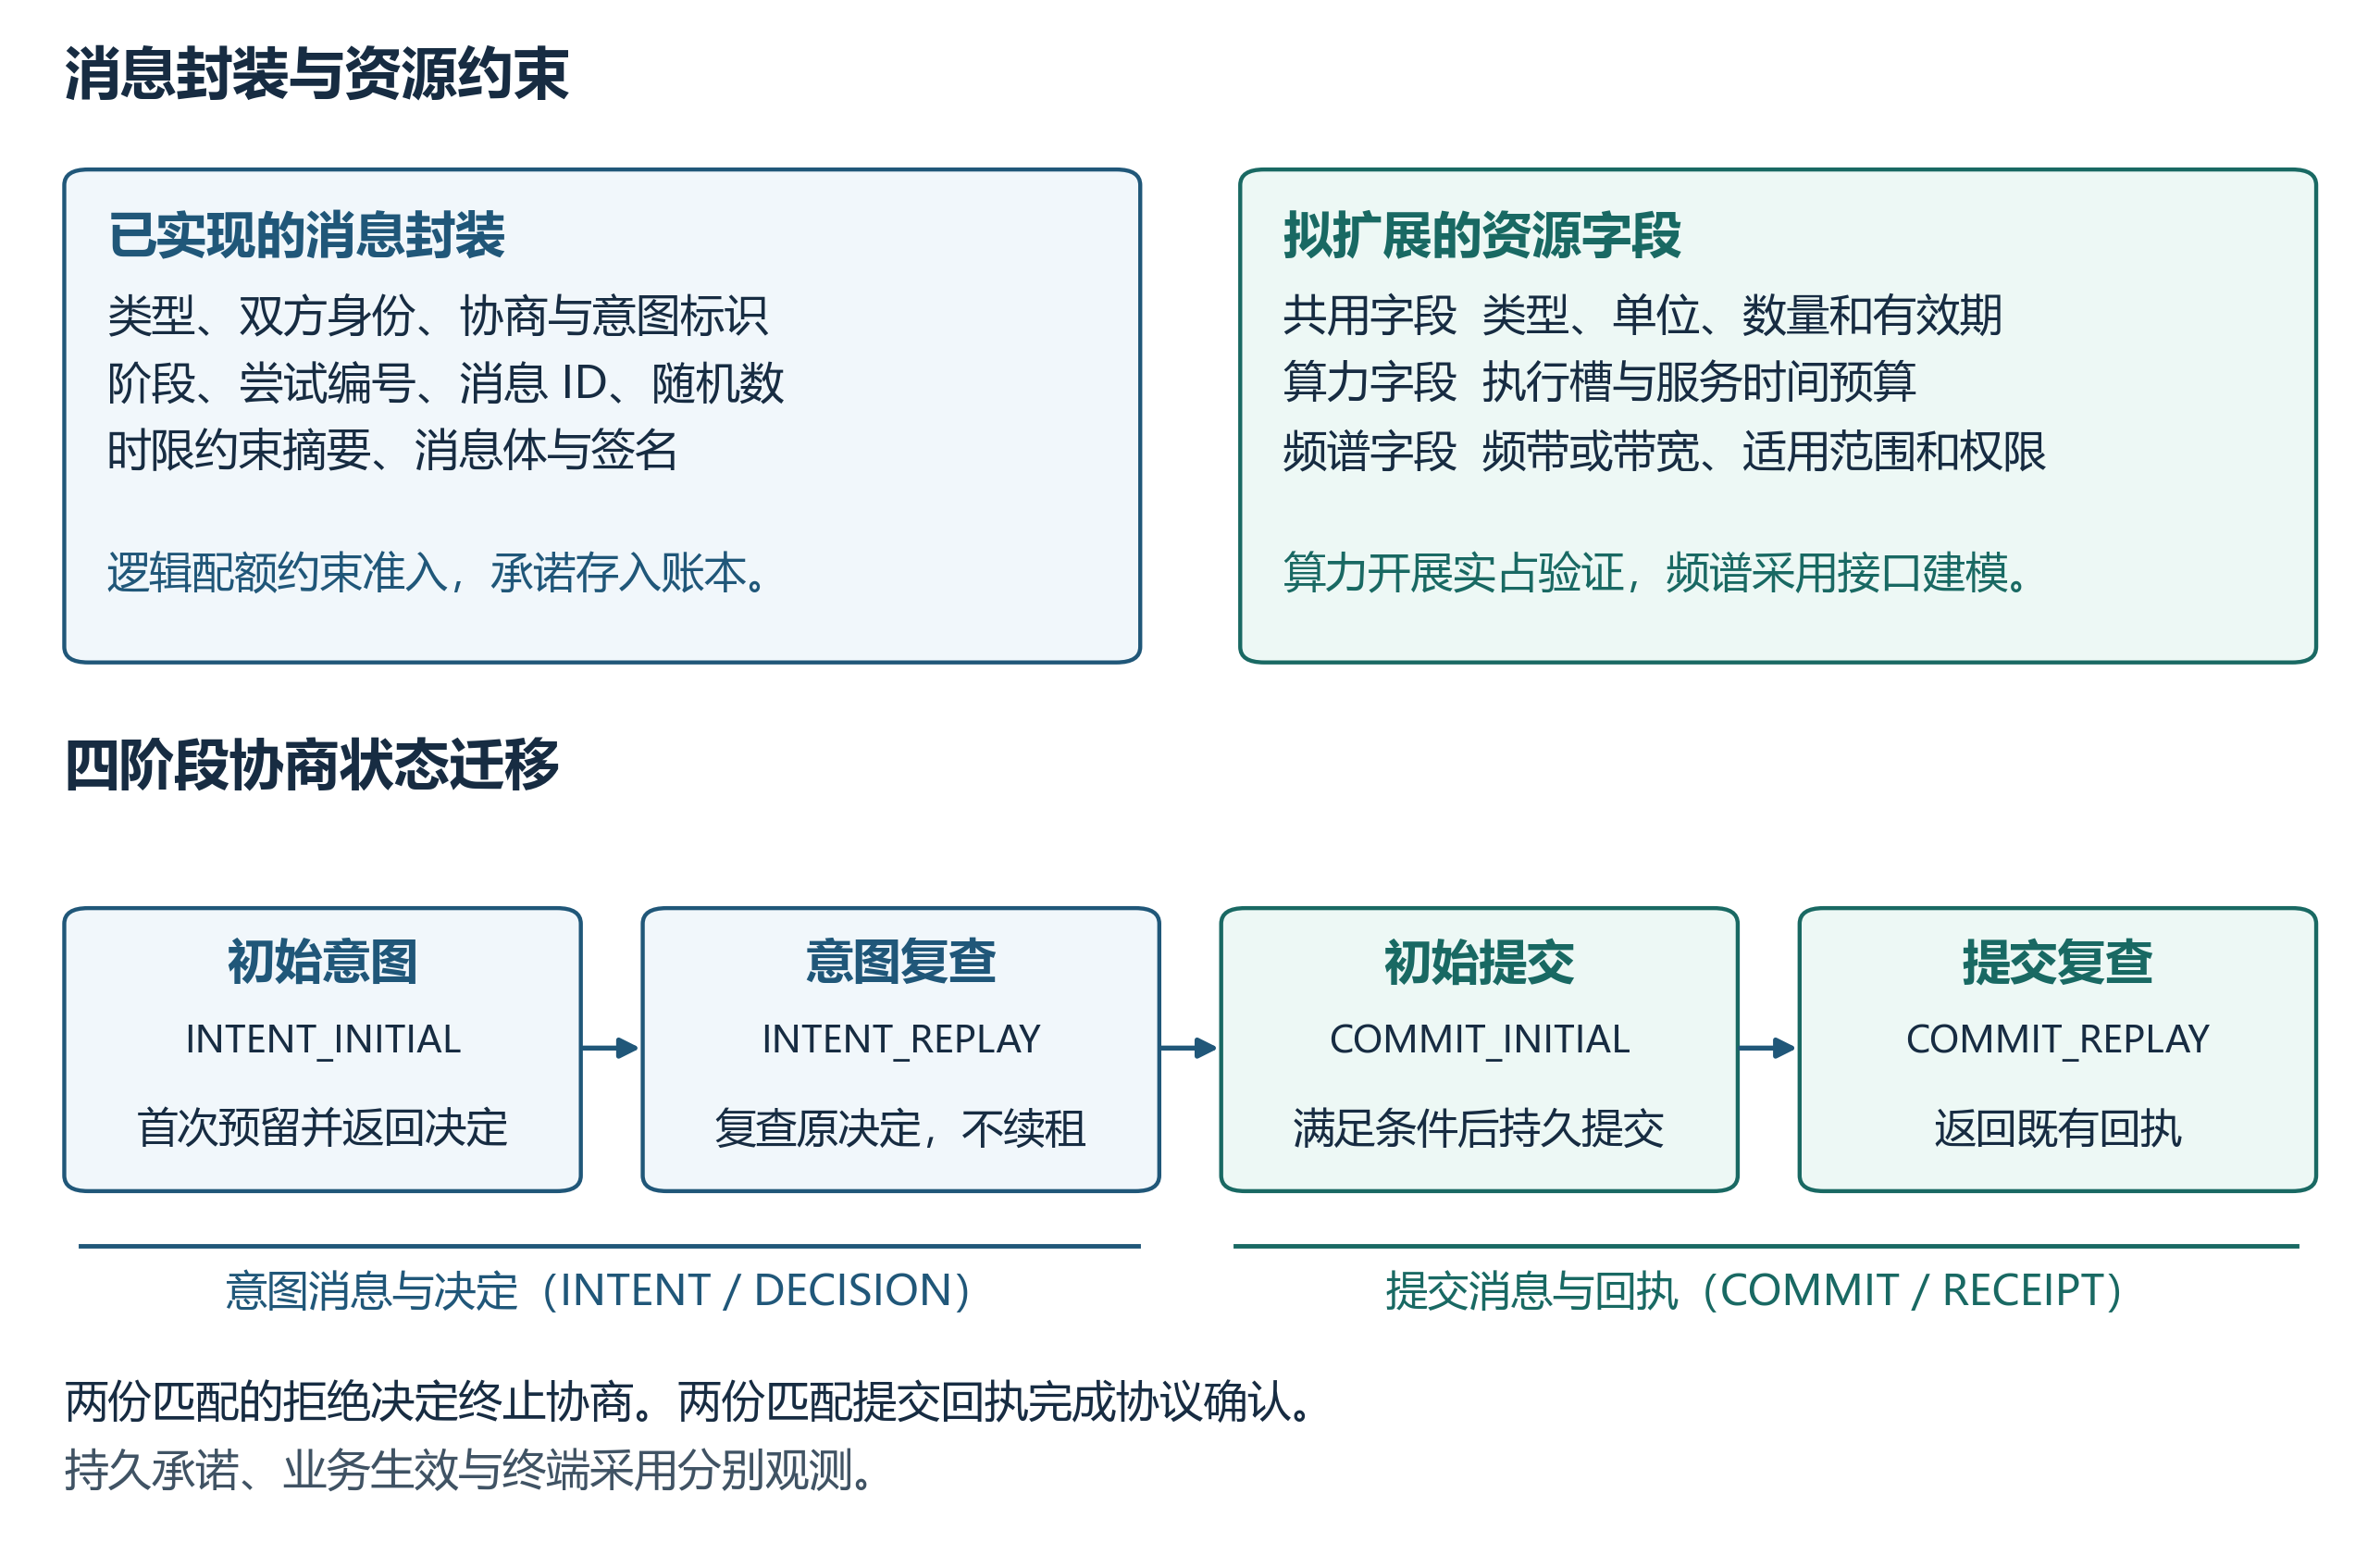 消息封装与资源约束
已实现的消息封装
类型、双方身份、协商与意图标识
阶段、尝试编号、消息 ID、随机数
时限约束摘要、消息体与签名
逻辑配额约束准入，承诺存入账本。
拟扩展的资源字段
共用字段 类型、单位、数量和有效期
算力字段 执行槽与服务时间预算
频谱字段 频带或带宽、适用范围和权限
算力开展实占验证，频谱采用接口建模。
四阶段协商状态迁移
初始意图
INTENT_INITIAL
首次预留并返回决定
意图复查
INTENT_REPLAY
复查原决定，不续租
初始提交
COMMIT_INITIAL
满足条件后持久提交
提交复查
COMMIT_REPLAY
返回既有回执
意图消息与决定（INTENT / DECISION）
提交消息与回执（COMMIT / RECEIPT）
两份匹配的拒绝决定终止协商。两份匹配提交回执完成协议确认。
持久承诺、业务生效与终端采用分别观测。